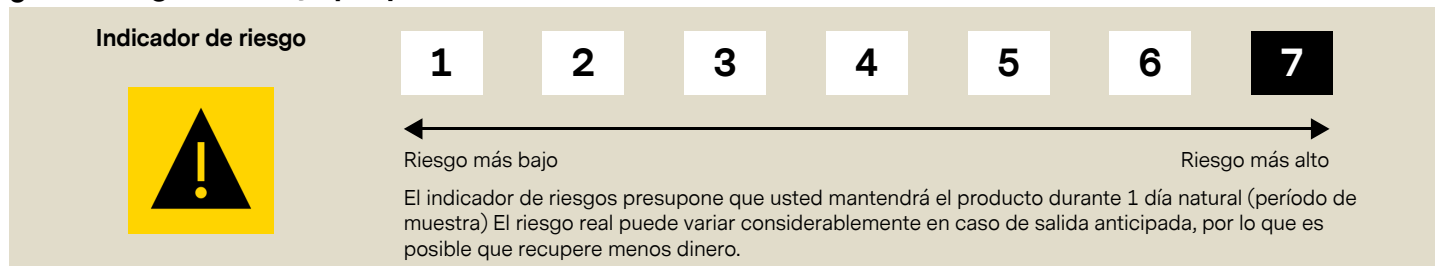 Indicador de riesgo
1 2 3 4 5 6 7
Riesgo más bajo Riesgo más alto
El indicador de riesgos presupone que usted mantendrá el producto durante 1 día natural (período de
muestra) El riesgo real puede variar considerablemente en caso de salida anticipada, por lo que es
posible que recupere menos dinero.